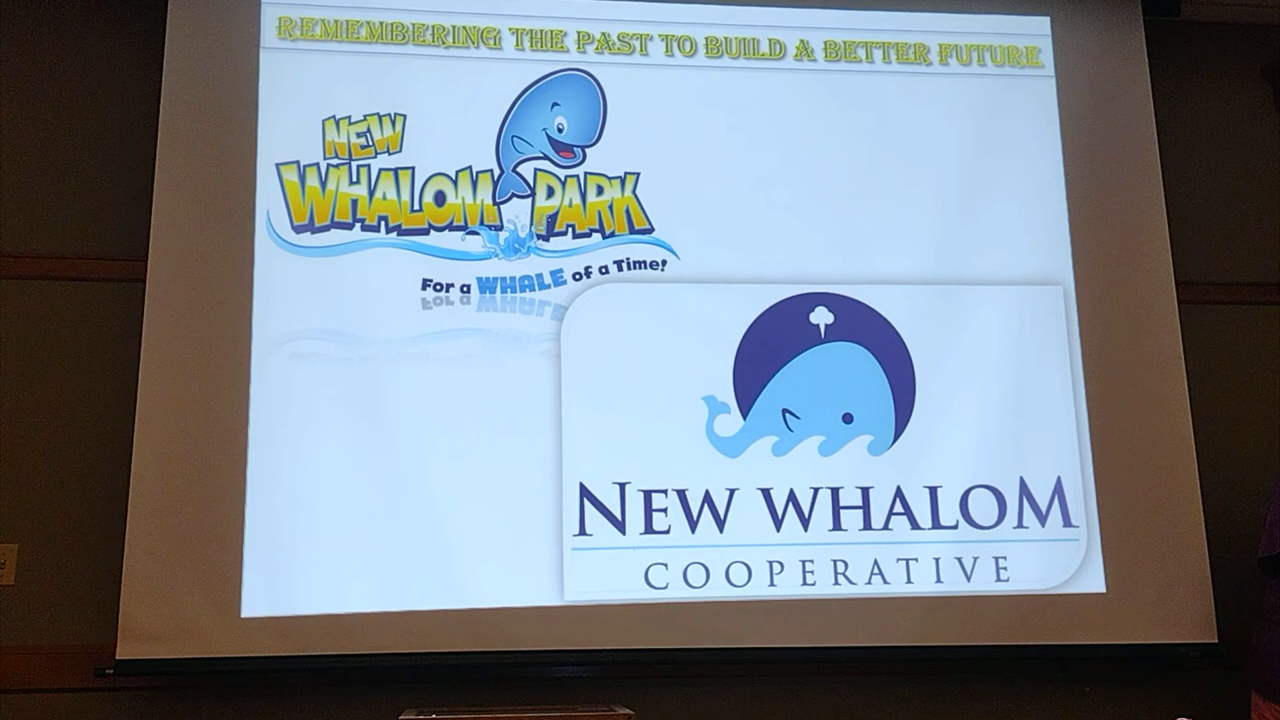 REMEMBERING THE PAST TO BUILD A BETTER FUTURE
NEW
WHALOM PARK
For a WHALE of a Time!
NEW WHALOM
COOPERATIVE